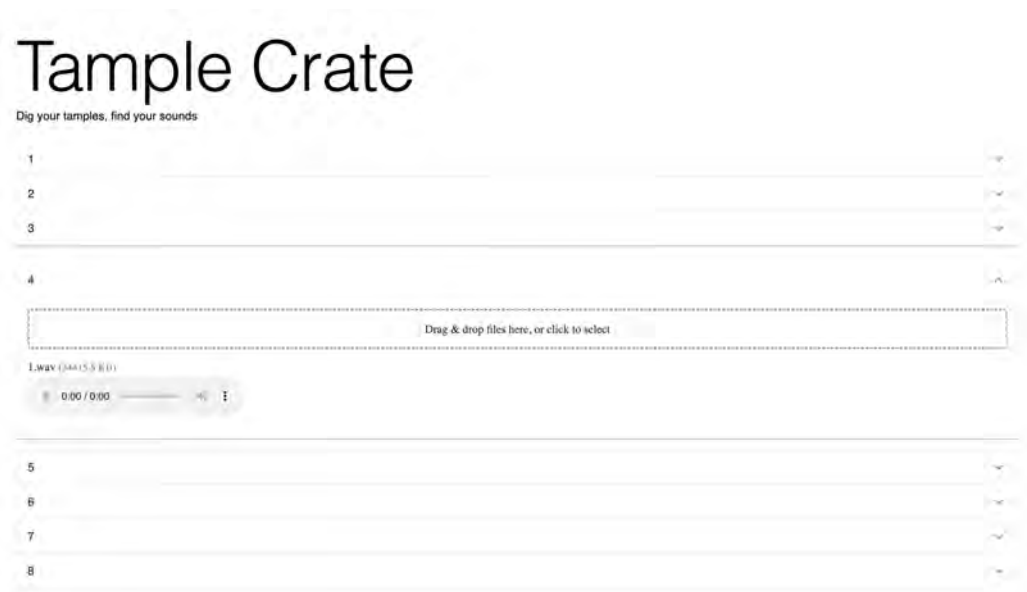 Tample Crate
Dig your tamples, find your sounds
1
2
3
4
Drag & drop files here, or click to select
1.wav
0:00 / 0:00
5
6
7
8